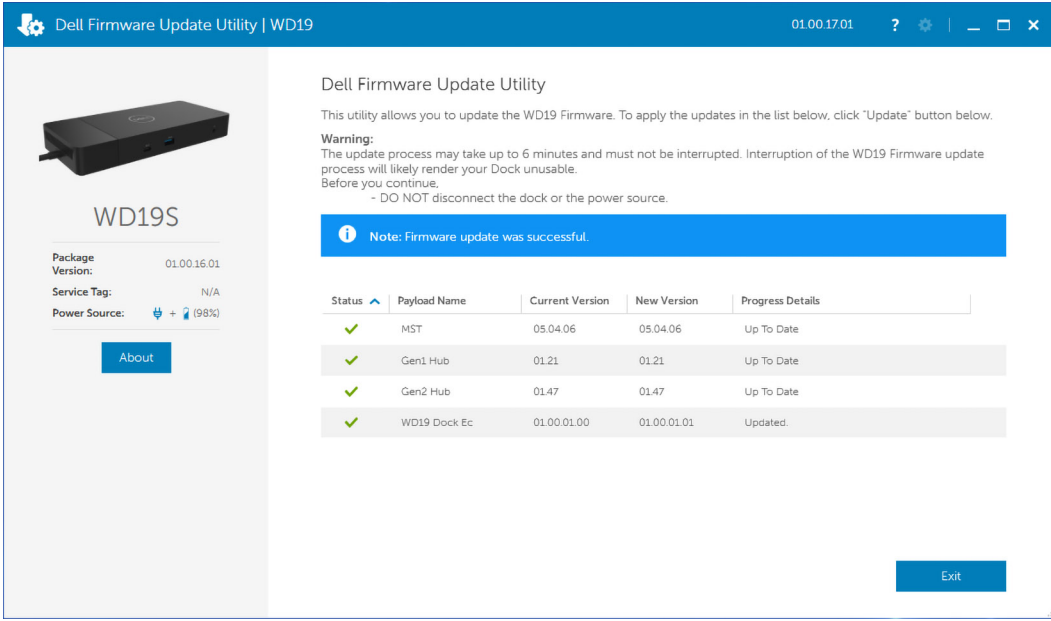 Dell Firmware Update Utility | WD19
01.00.17.01
?
WD19S
Package
Version:
01.00.16.01
Service Tag:
N/A
Power Source:
+
(98%)
About
Dell Firmware Update Utility
This utility allows you to update the WD19 Firmware. To apply the updates in the list below, click "Update" button below.
Warning:
The update process may take up to 6 minutes and must not be interrupted. Interruption of the WD19 Firmware update
process will likely render your Dock unusable.
Before you continue,
- DO NOT disconnect the dock or the power source.
Note: Firmware update was successful.
Status Payload Name Current Version New Version Progress Details
MST 05.04.06 05.04.06 Up To Date
Gen1 Hub 01.21 01.21 Up To Date
Gen2 Hub 01.47 01.47 Up To Date
WD19 Dock Ec 01.00.01.00 01.00.01.01 Updated.
Exit